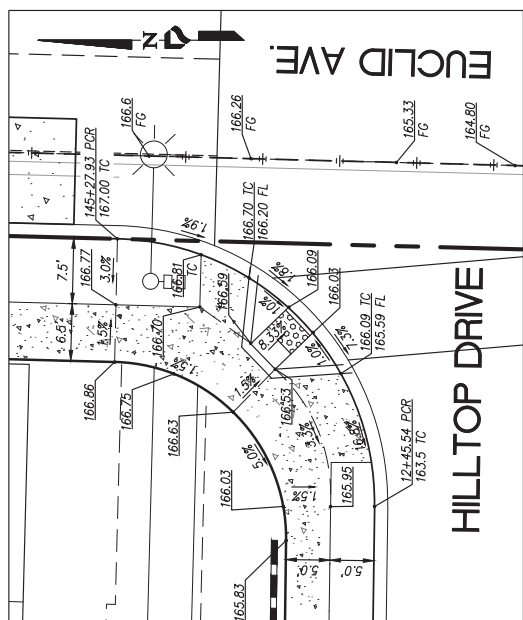 N
EUCLID AVE.
166.6
FG
166.26
FG
165.33
FG
164.80
FG
145+27.93 PCR
167.00 TC
1.9%
166.70 TC
166.20 FL
7.5'
166.77
3.0%
166.81
TC
166.59
1.8%
166.09
10%
166.03
8.33%
6.5'
1.5%
166.70
1.0%
4.3%
166.09 TC
165.59 FL
HILLTOP DRIVE
166.86
166.75
1.5%
166.63
1.5%
166.53
5.0%
3.3%
166.03
1.5%
165.95
12+45.54 PCR
163.5 TC
165.83
5.0'
5.0'